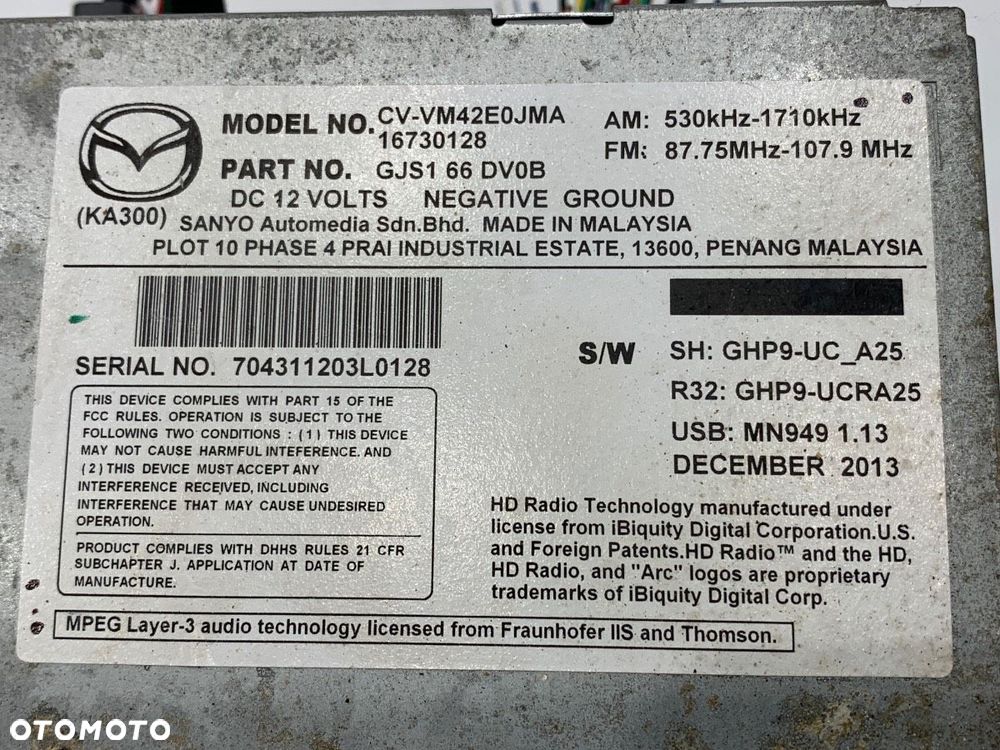 MODEL NO. CV-VM42E0JMA
16730128
PART NO. GJS1 66 DV0B
AM: 530kHz-1710kHz
FM: 87.75MHz-107.9 MHz
DC 12 VOLTS NEGATIVE GROUND
(KA300) SANYO Automedia Sdn.Bhd. MADE IN MALAYSIA
PLOT 10 PHASE 4 PRAI INDUSTRIAL ESTATE, 13600, PENANG MALAYSIA
SERIAL NO. 704311203L0128
S/W SH: GHP9-UC_A25
R32: GHP9-UCRA25
USB: MN949 1.13
DECEMBER 2013
THIS DEVICE COMPLIES WITH PART 15 OF THE
FCC RULES. OPERATION IS SUBJECT TO THE
FOLLOWING TWO CONDITIONS : (1) THIS DEVICE
MAY NOT CAUSE HARMFUL INTERFERENCE. AND
(2) THIS DEVICE MUST ACCEPT ANY
INTERFERENCE RECEIVED, INCLUDING
INTERFERENCE THAT MAY CAUSE UNDESIRED
OPERATION.
PRODUCT COMPLIES WITH DHHS RULES 21 CFR
SUBCHAPTER J. APPLICATION AT DATE OF
MANUFACTURE.
HD Radio Technology manufactured under
license from iBiquity Digital Corporation.U.S.
and Foreign Patents.HD Radio™ and the HD,
HD Radio, and "Arc" logos are proprietary
trademarks of iBiquity Digital Corp.
MPEG Layer-3 audio technology licensed from Fraunhofer IIS and Thomson.
OTOMOTO